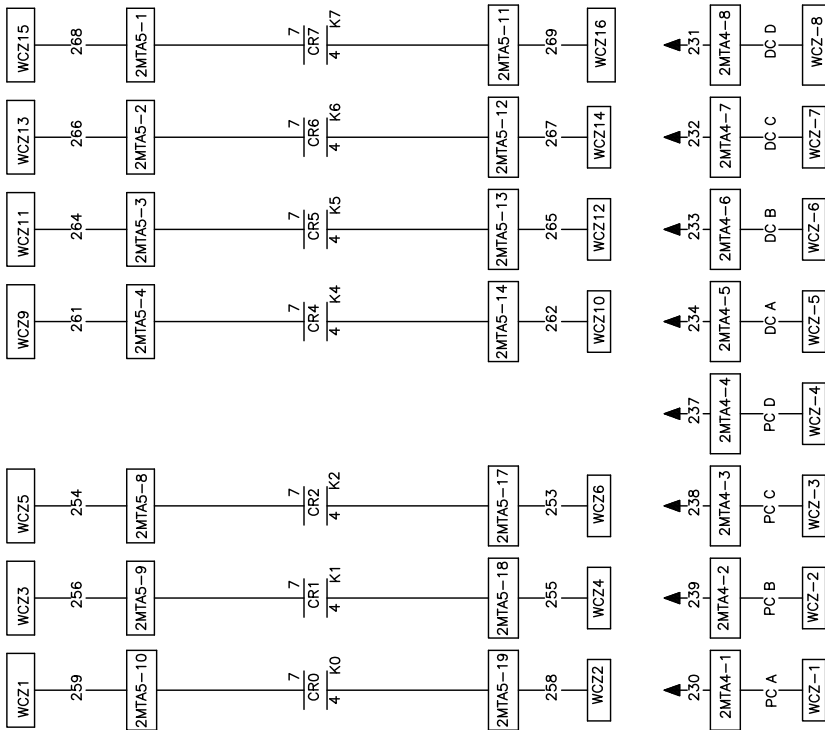 WCZ15
268
2MTA5-1
7
CR7
4
K7
2MTA5-11
269
WCZ16
231
2MTA4-8
DC D
WCZ-8
WCZ13
266
2MTA5-2
7
CR6
4
K6
2MTA5-12
267
WCZ14
232
2MTA4-7
DC C
WCZ-7
WCZ11
264
2MTA5-3
7
CR5
4
K5
2MTA5-13
265
WCZ12
233
2MTA4-6
DC B
WCZ-6
WCZ9
261
2MTA5-4
7
CR4
4
K4
2MTA5-14
262
WCZ10
234
2MTA4-5
DC A
WCZ-5
237
2MTA4-4
PC D
WCZ-4
WCZ5
254
2MTA5-8
7
CR2
4
K2
2MTA5-17
253
WCZ6
238
2MTA4-3
PC C
WCZ-3
WCZ3
256
2MTA5-9
7
CR1
4
K1
2MTA5-18
255
WCZ4
239
2MTA4-2
PC B
WCZ-2
WCZ1
259
2MTA5-10
7
CR0
4
K0
2MTA5-19
258
WCZ2
230
2MTA4-1
PC A
WCZ-1